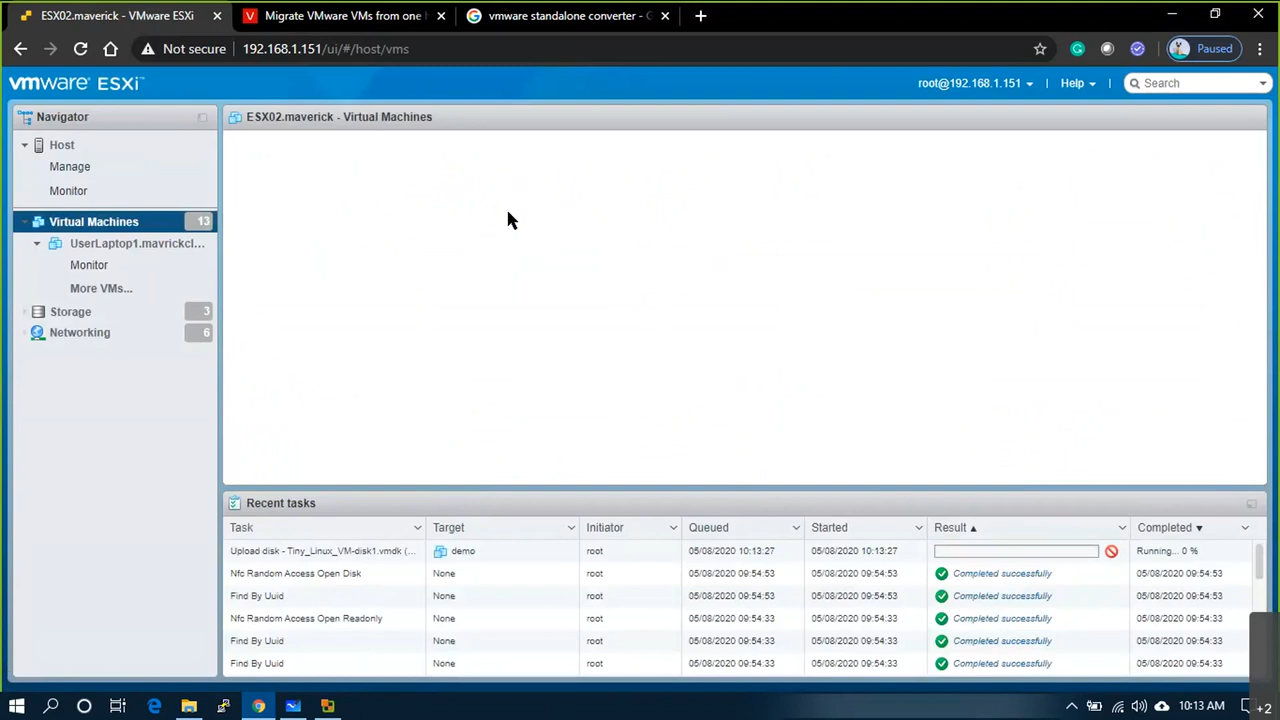 ESX02.maverick - VMware ESXi
Migrate VMware VMs from one
vmware standalone converter - G
Not secure
192.168.1.151/ui/#/host/vms
Paused
vmware ESXi
root@192.168.1.151
Help
Search
Navigator
ESX02.maverick - Virtual Machines
Host
Manage
Monitor
Virtual Machines 13
UserLaptop1.mavrickcl...
Monitor
More VMs...
Storage 3
Networking 6
Recent tasks
Task Target Initiator Queued Started Result Completed
Upload disk - Tiny_Linux_VM-disk1.vmdk (... demo root 05/08/2020 10:13:27 05/08/2020 10:13:27 Running... 0 %
Nfc Random Access Open Disk None root 05/08/2020 09:54:53 05/08/2020 09:54:53 Completed successfully 05/08/2020 09:54:53
Find By Uuid None root 05/08/2020 09:54:53 05/08/2020 09:54:53 Completed successfully 05/08/2020 09:54:53
Nfc Random Access Open Readonly None root 05/08/2020 09:54:33 05/08/2020 09:54:33 Completed successfully 05/08/2020 09:54:33
Find By Uuid None root 05/08/2020 09:54:33 05/08/2020 09:54:33 Completed successfully 05/08/2020 09:54:33
Find By Uuid None root 05/08/2020 09:54:33 05/08/2020 09:54:33 Completed successfully 05/08/2020 09:54:33
10:13 AM
+2